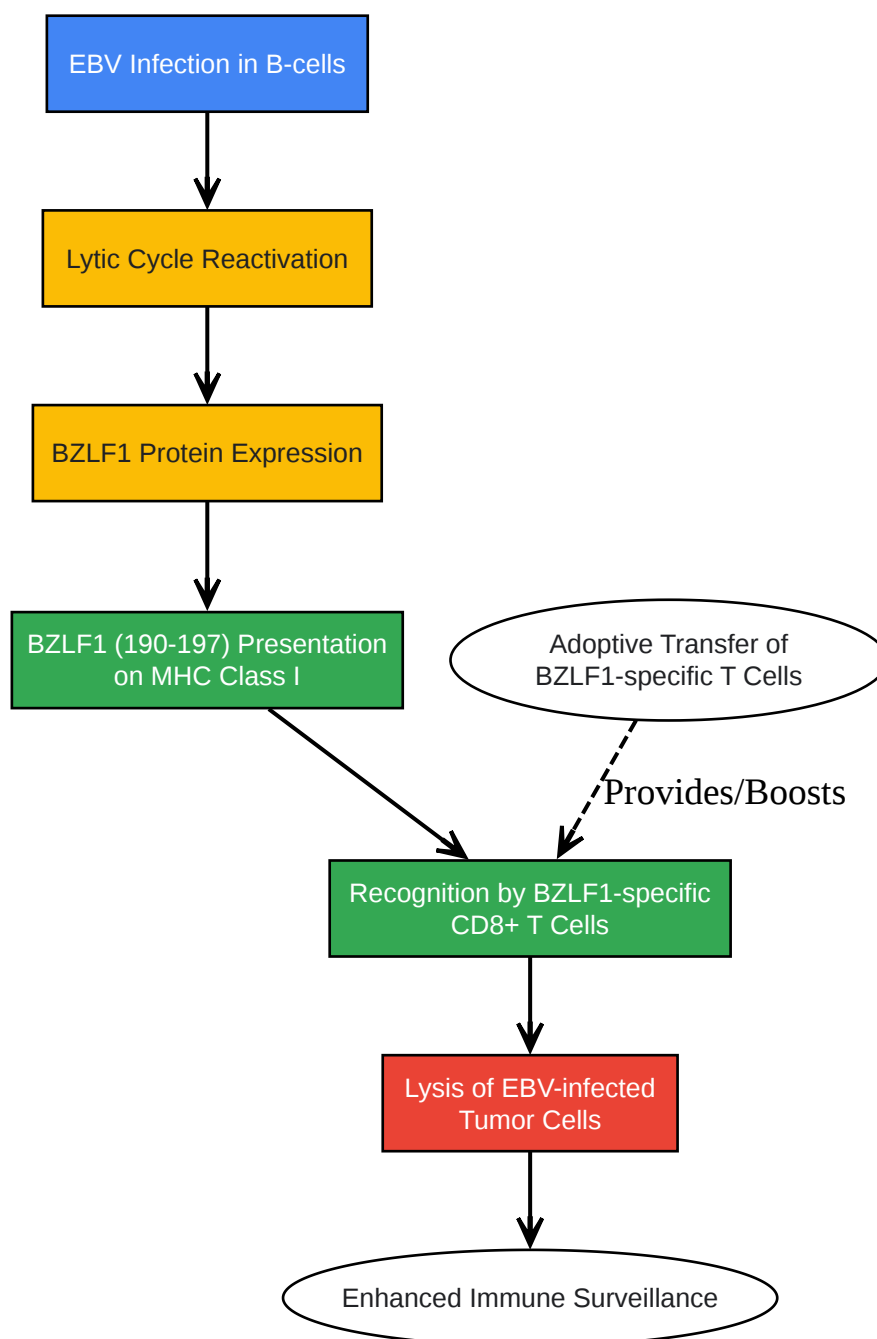 EBV Infection in B-cells
Lytic Cycle Reactivation
BZLF1 Protein Expression
BZLF1 (190-197) Presentation
on MHC Class I
Adoptive Transfer of
BZLF1-specific T Cells
Provides/Boosts
Recognition by BZLF1-specific
CD8+ T Cells
Lysis of EBV-infected
Tumor Cells
Enhanced Immune Surveillance